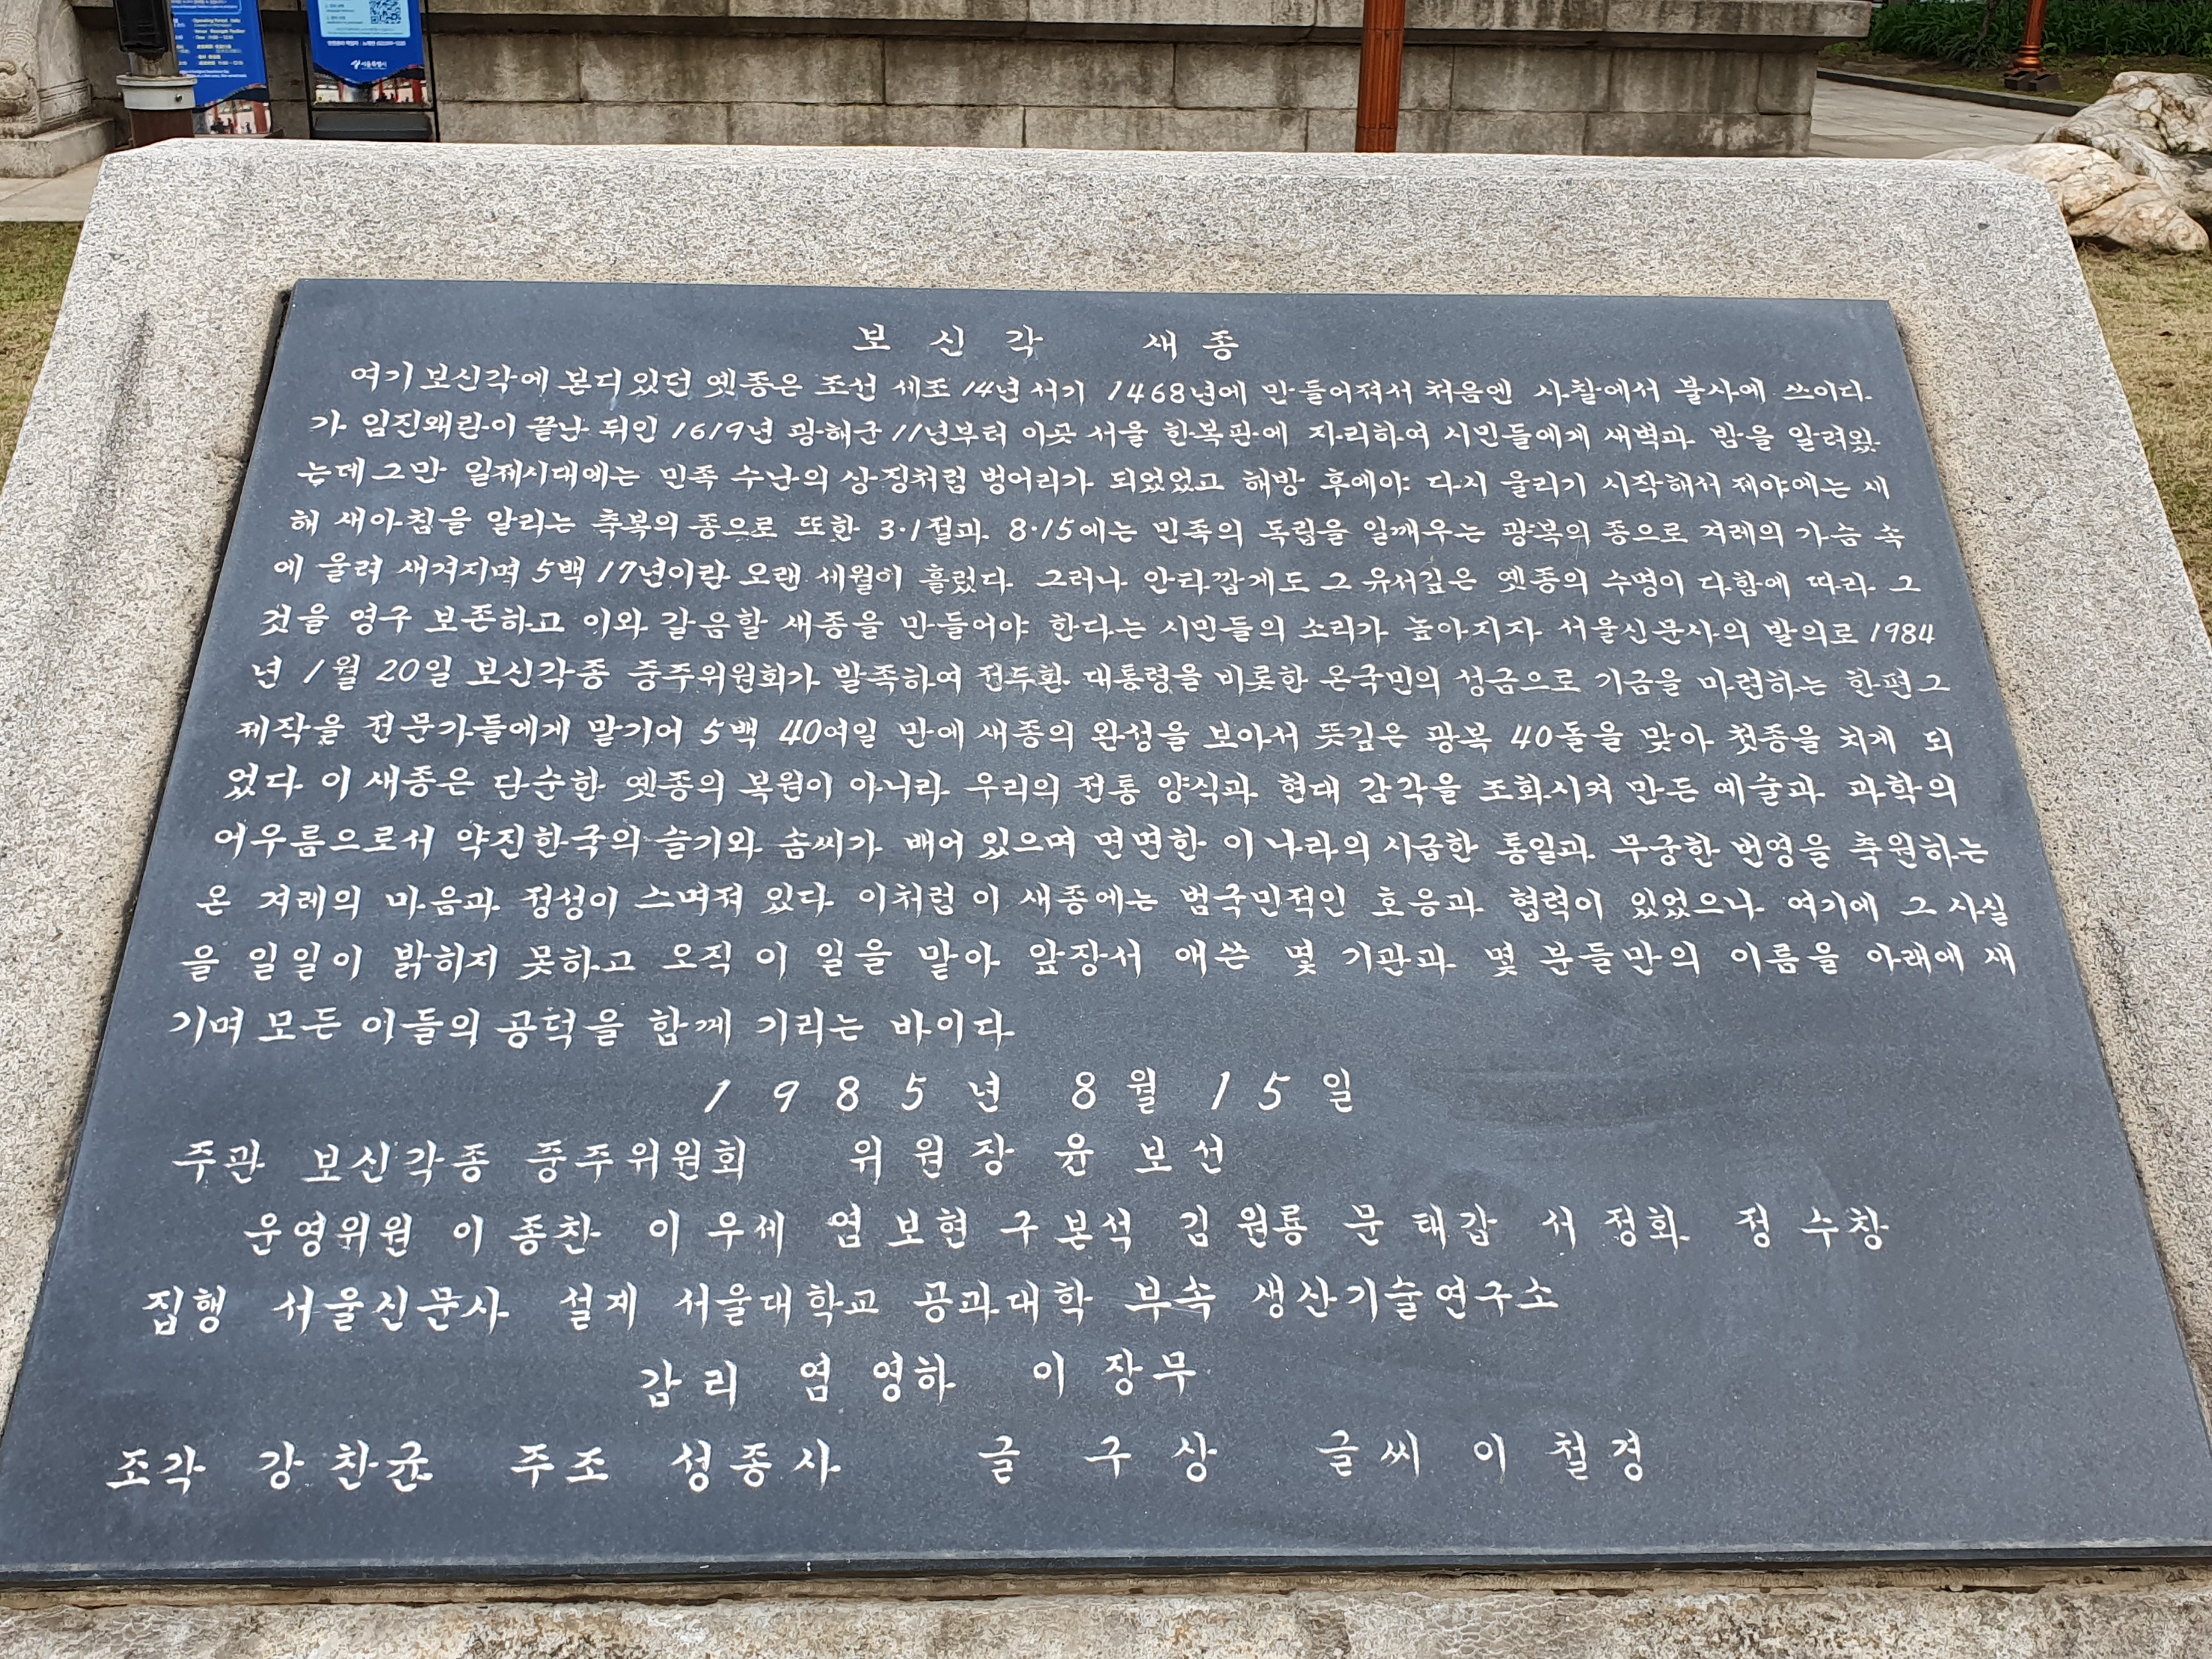 보신각 새종
여기 보신각에 본디 있던 옛종은 조선 세조 14년 서기 1468년에 만들어져서 처음엔 사찰에서 불사에 쓰이다
가 임진왜란이 끝난 뒤인 1619년 광해군 11년부터 이곳 서울 한복판에 자리하여 시민들에게 새벽과 밤을 알려왔
는데 그만 일제시대에는 민족 수난의 상징처럼 벙어리가 되었었고 해방 후에야 다시 울리기 시작해서 제야에는 새
해 새아침을 알리는 축복의 종으로 또한 3·1절과 8·15에는 민족의 독립을 일깨우는 광복의 종으로 겨레의 가슴 속
에 울려 새겨지며 5백 17년이란 오랜 세월이 흘렀다 그러나 안타깝게도 그 유서깊은 옛종의 수명이 다함에 따라 그
것을 영구 보존하고 이와 갈음할 새종을 만들어야 한다는 시민들의 소리가 높아지자 서울신문사의 발의로 1984
년 1월 20일 보신각종 중주위원회가 발족하여 전두환 대통령을 비롯한 온국민의 성금으로 기금을 마련하는 한편 그
제작을 전문가들에게 맡기어 5백 40여일 만에 새종의 완성을 보아서 뜻깊은 광복 40돌을 맞아 첫종을 치게 되
었다 이 새종은 단순한 옛종의 복원이 아니라 우리의 전통 양식과 현대 감각을 조화시켜 만든 예술과 과학의
어우름으로서 약진한국의 슬기와 솜씨가 배어 있으며 면면한 이 나라의 시급한 통일과 무궁한 번영을 축원하는
온 겨레의 마음과 정성이 스며져 있다 이처럼 이 새종에는 범국민적인 호응과 협력이 있었으나 여기에 그 사실
을 일일이 밝히지 못하고 오직 이 일을 맡아 앞장서 애쓴 몇 기관과 몇 분들만의 이름을 아래에 새
기며 모든 이들의 공덕을 함께 기리는 바이다
1985년 8월 15일
주관 보신각종 중주위원회 위원장 윤보선
운영위원 이종찬 이우세 염보현 구본석 김원룡 문태갑 서정화 정수창
집행 서울신문사 설계 서울대학교 공과대학 부속 생산기술연구소
감리 염영하 이장무
조각 강찬균 주조 성종사 글 구상 글씨 이철경
서울특별시